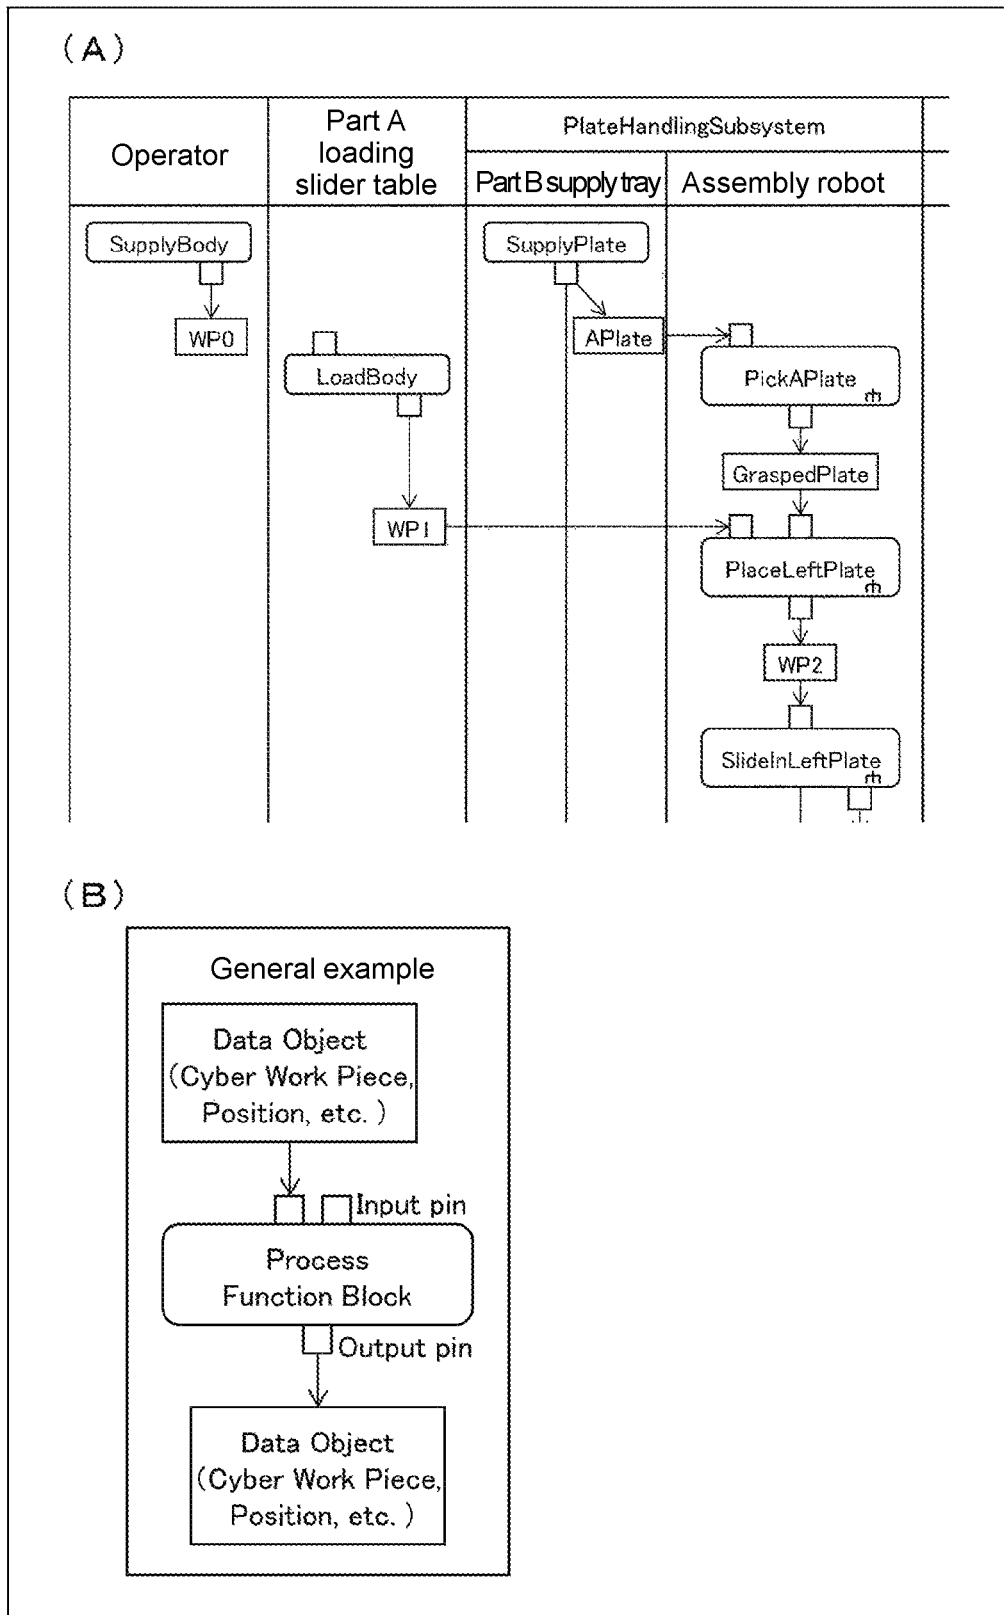 (A)
Operator
Part A
loading
slider table
PlateHandlingSubsystem
Part B supply tray
Assembly robot
SupplyBody
SupplyPlate
WP0
APlate
LoadBody
PickAPlate
GraspedPlate
WP1
PlaceLeftPlate
WP2
SlideInLeftPlate
(B)
General example
Data Object
(Cyber Work Piece,
Position, etc. )
Input pin
Process
Function Block
Output pin
Data Object
(Cyber Work Piece,
Position, etc. )